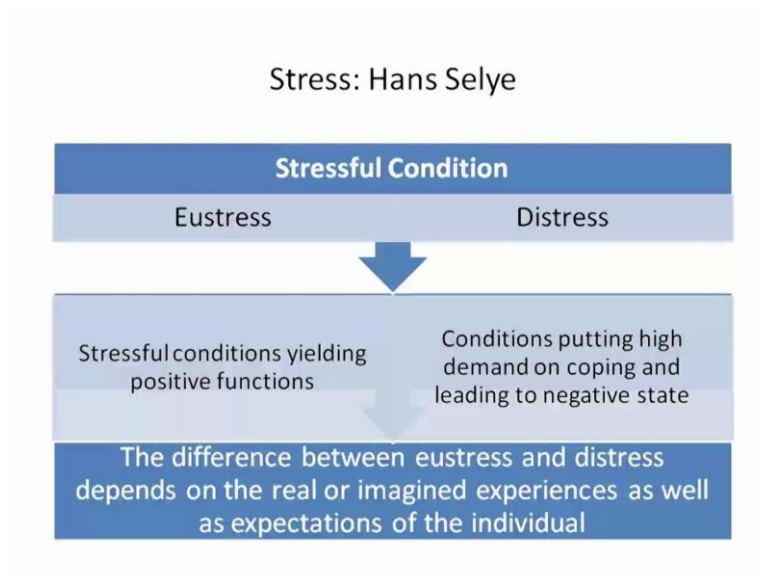 Stress: Hans Selye
Stressful Condition
Eustress
Distress
Stressful conditions yielding
positive functions
Conditions putting high
demand on coping and
leading to negative state
The difference between eustress and distress
depends on the real or imagined experiences as well
as expectations of the individual